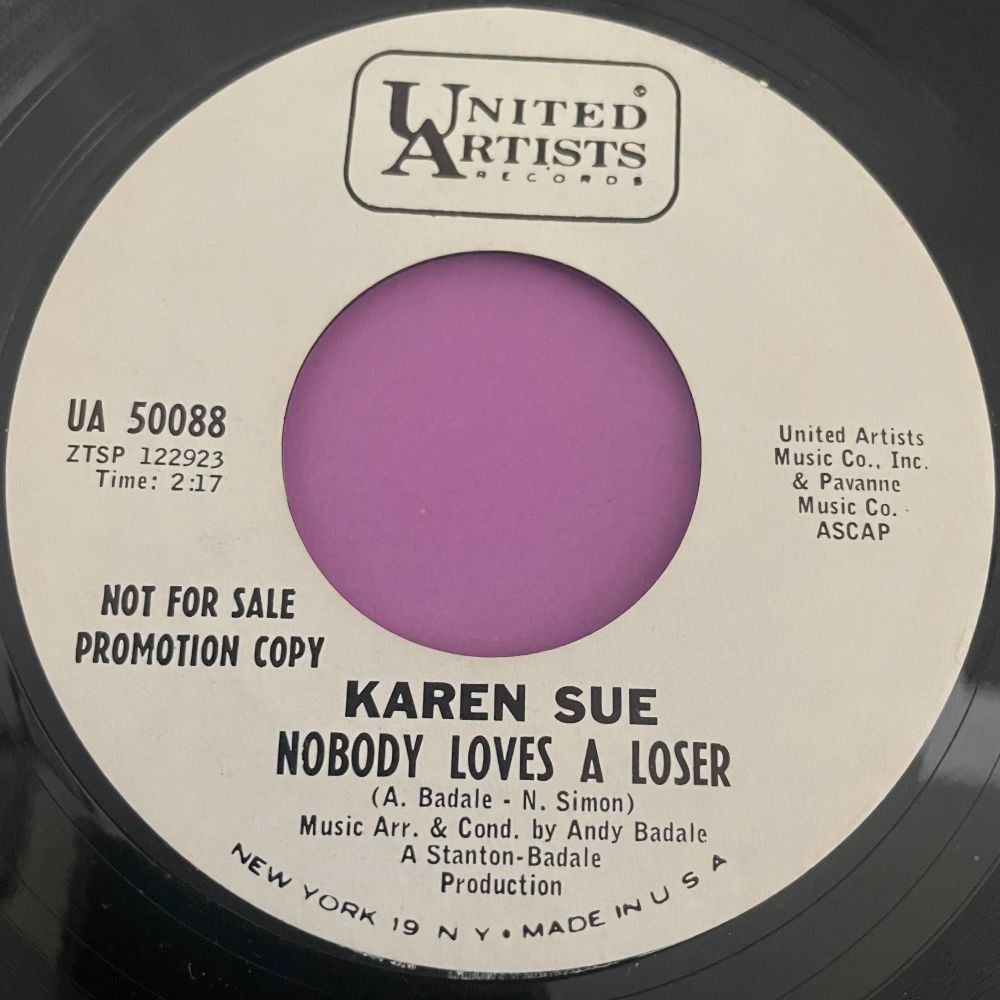 UNITED
ARTISTS
RECORDS
UA 50088
ZTSP 122923
Time: 2:17
United Artists
Music Co., Inc.
& Pavanne
Music Co.
ASCAP
NOT FOR SALE
PROMOTION COPY
KAREN SUE
NOBODY LOVES A LOSER
(A. Badale - N. Simon)
Music Arr. & Cond. by Andy Badale
A Stanton-Badale
Production
NEW YORK 19 N Y • MADE IN U S A